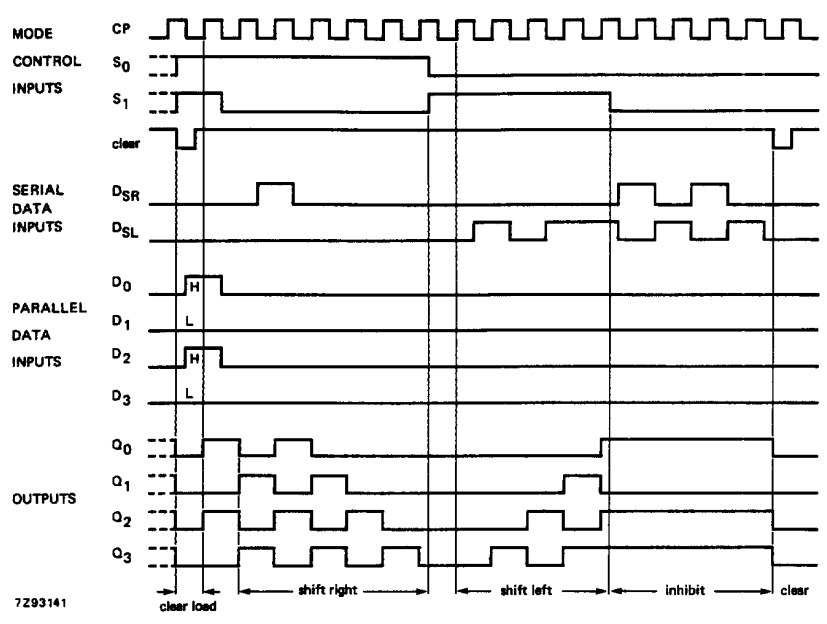 MODE
CONTROL
INPUTS
CP
S0
S1
clear
SERIAL
DATA
INPUTS
DSR
DSL
PARALLEL
DATA
INPUTS
D0
H
D1
L
D2
H
D3
L
OUTPUTS
Q0
Q1
Q2
Q3
clear load
shift right
shift left
inhibit
clear
7Z93141